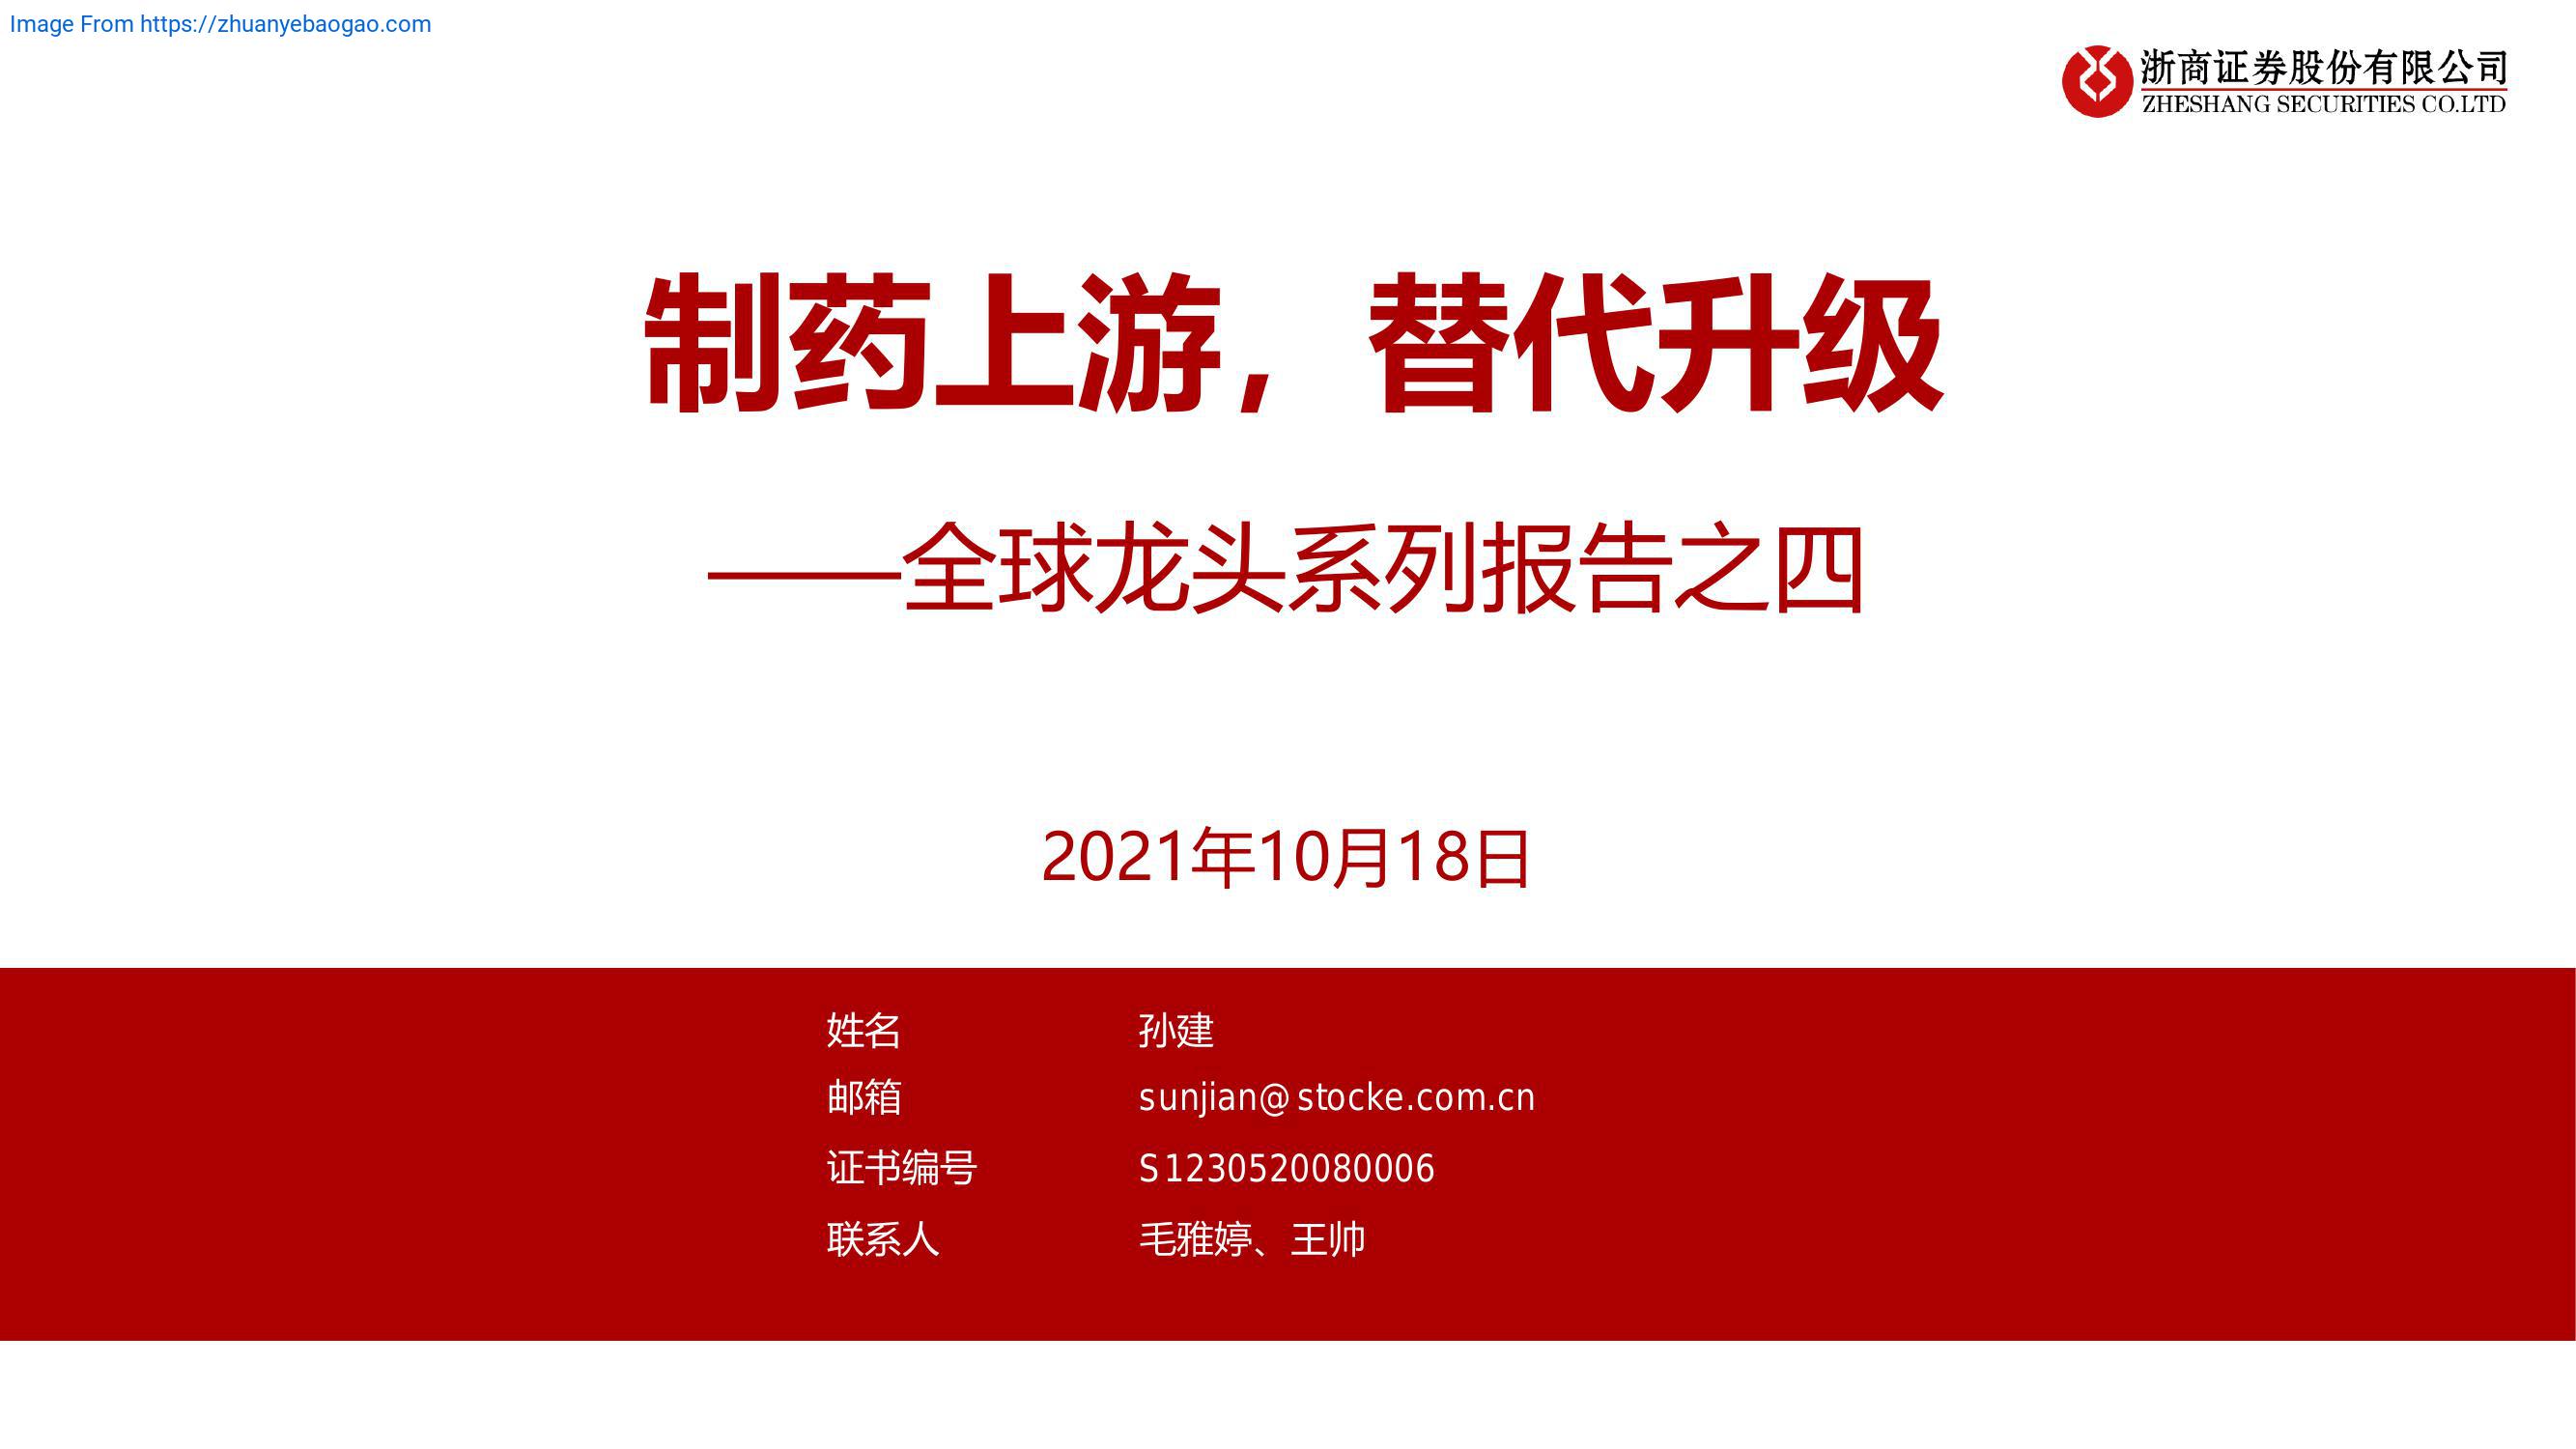 Image From https://zhuanyebaogao.com
浙商证券股份有限公司
ZHESHANG SECURITIES CO.LTD
制药上游，替代升级
——全球龙头系列报告之四
2021年10月18日
姓名 孙建
邮箱 sunjian@stocke.com.cn
证书编号 S1230520080006
联系人 毛雅婷、王帅